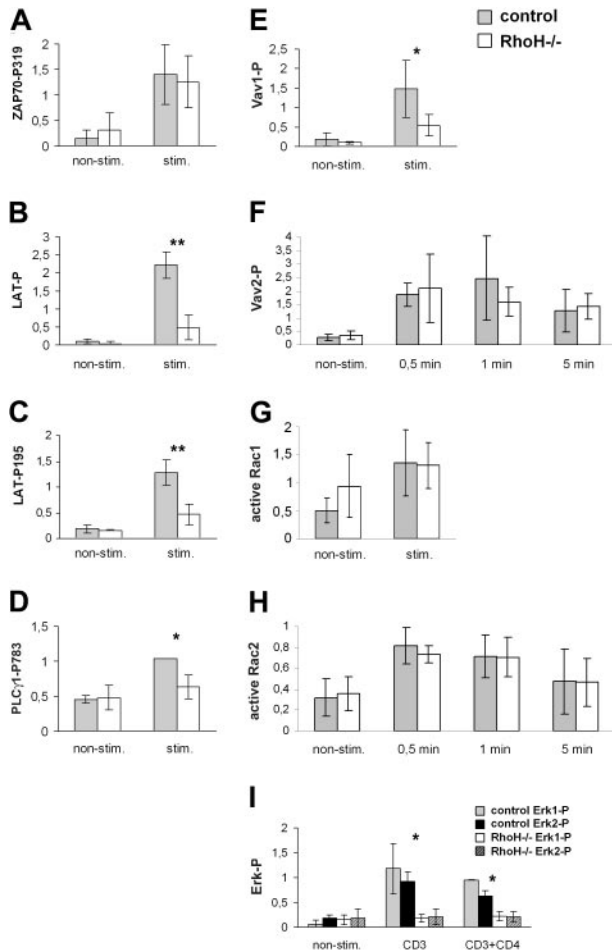 control
RhoH-/-
A
ZAP70-P319
2
1,5
1
0,5
0
non-stim.
stim.
B
LAT-P
3
2,5
2
1,5
1
0,5
0
**
non-stim.
stim.
C
LAT-P195
2
1,5
1
0,5
0
**
non-stim.
stim.
D
PLCγ1-P783
1,5
1
0,5
0
*
non-stim.
stim.
E
Vav1-P
2,5
2
1,5
1
0,5
0
*
non-stim.
stim.
F
Vav2-P
4
3,5
3
2,5
2
1,5
1
0,5
0
non-stim.
0,5 min
1 min
5 min
G
active Rac1
2
1,5
1
0,5
0
non-stim.
stim.
H
active Rac2
1
0,8
0,6
0,4
0,2
0
non-stim.
0,5 min
1 min
5 min
I
control Erk1-P
control Erk2-P
RhoH-/- Erk1-P
RhoH-/- Erk2-P
Erk-P
2
1,5
1
0,5
0
*
*
non-stim.
CD3
CD3+CD4